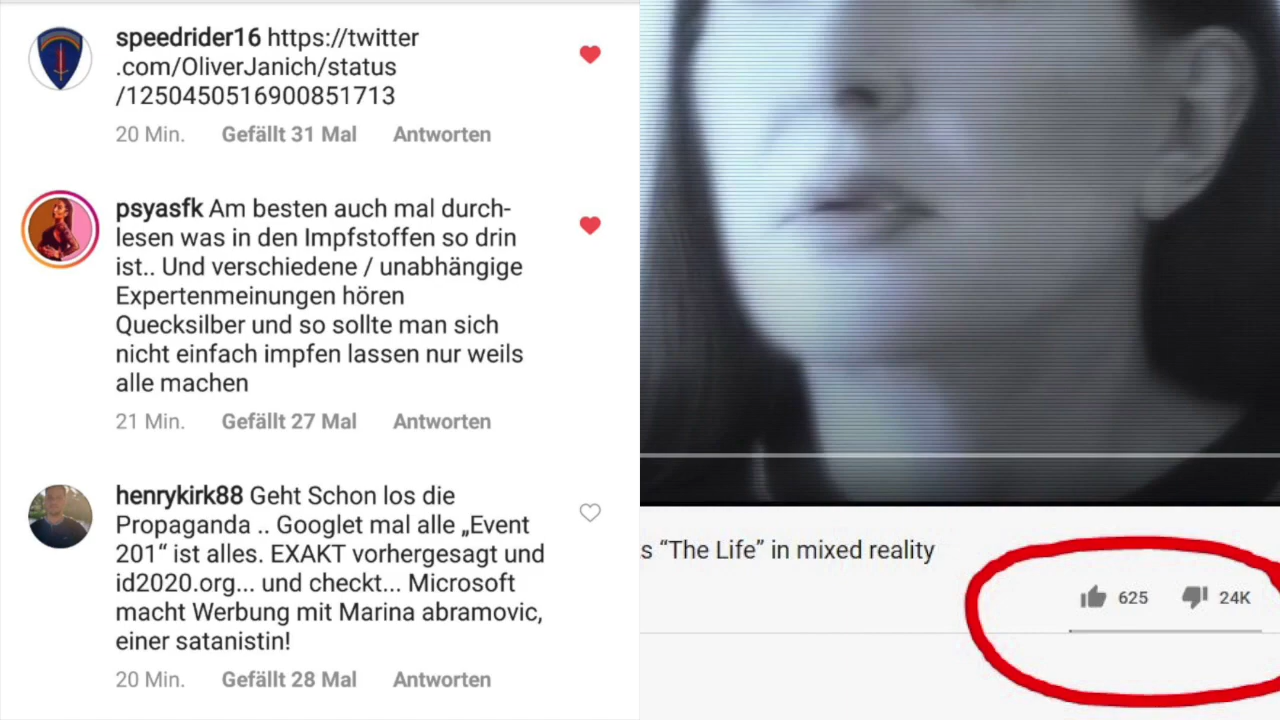 speedrider16 https://twitter
.com/OliverJanich/status
/1250450516900851713
20 Min. Gefällt 31 Mal Antworten
psyasfk Am besten auch mal durch-
lesen was in den Impfstoffen so drin
ist.. Und verschiedene / unabhängige
Expertenmeinungen hören
Quecksilber und so sollte man sich
nicht einfach impfen lassen nur weils
alle machen
21 Min. Gefällt 27 Mal Antworten
henrykirk88 Geht Schon los die
Propaganda .. Googlet mal alle „Event
201“ ist alles. EXAKT vorhergesagt und
id2020.org... und checkt... Microsoft
macht Werbung mit Marina abramovic,
einer satanistin!
20 Min. Gefällt 28 Mal Antworten
s “The Life” in mixed reality
625 24K